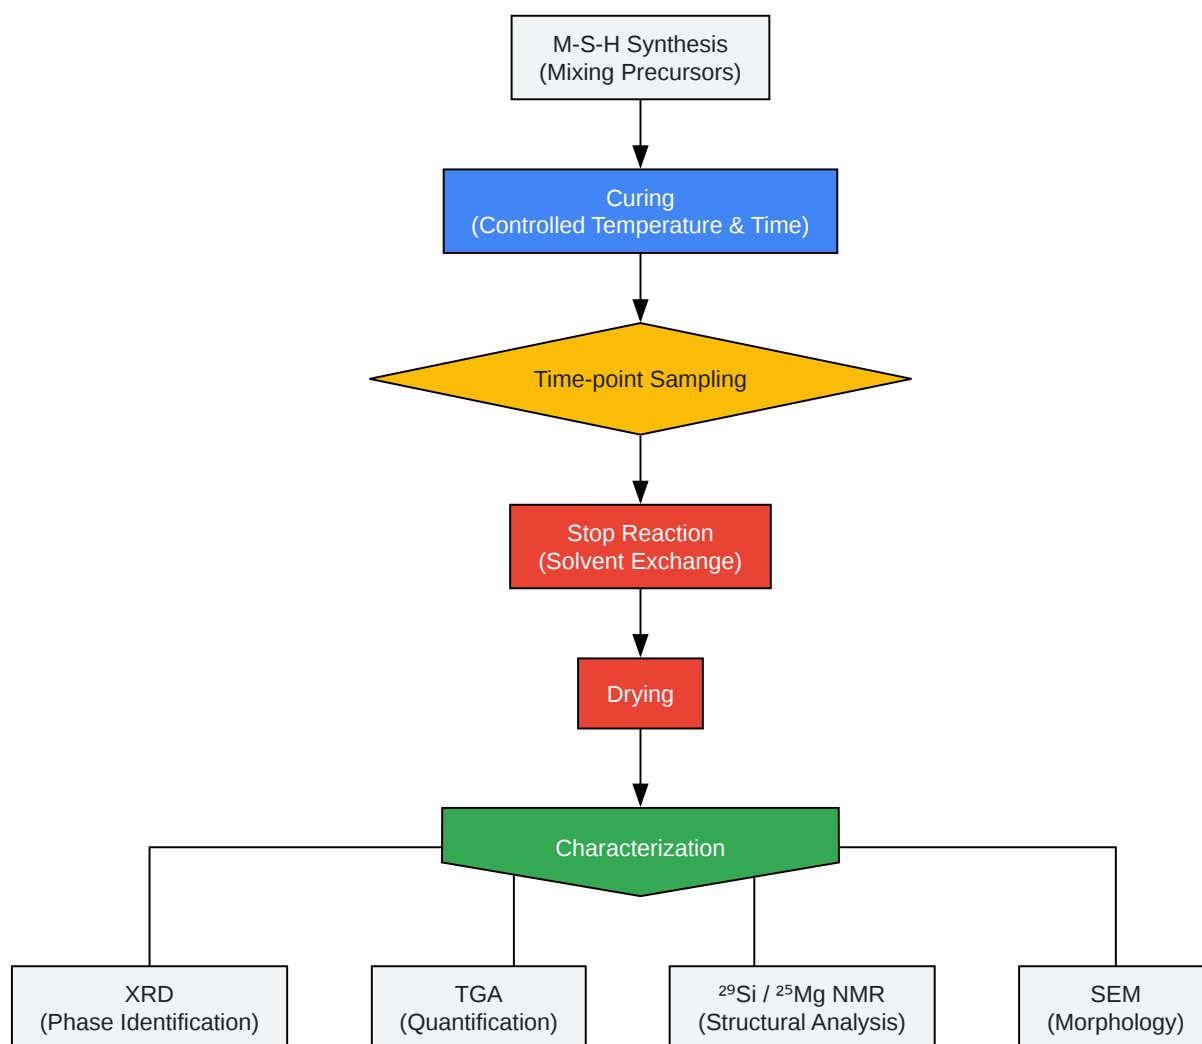 M-S-H Synthesis
(Mixing Precursors)
Curing
(Controlled Temperature & Time)
Time-point Sampling
Stop Reaction
(Solvent Exchange)
Drying
Characterization
XRD
(Phase Identification)
TGA
(Quantification)
²⁹Si / ²⁵Mg NMR
(Structural Analysis)
SEM
(Morphology)